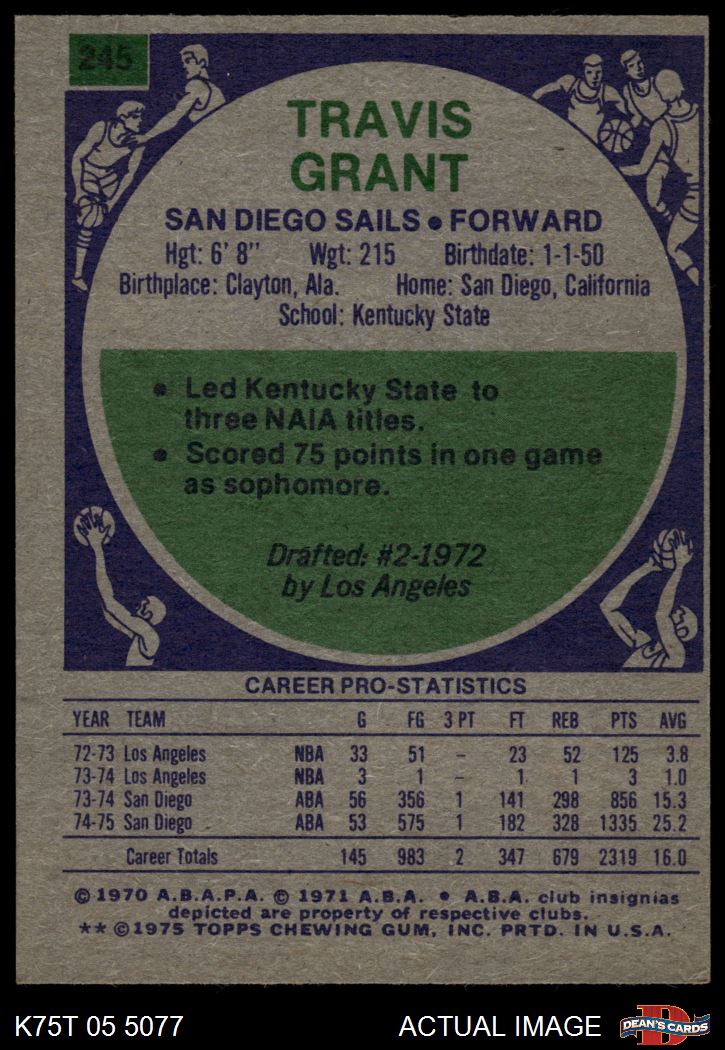 245
TRAVIS
GRANT
SAN DIEGO SAILS • FORWARD
Hgt: 6' 8" Wgt: 215 Birthdate: 1-1-50
Birthplace: Clayton, Ala. Home: San Diego, California
School: Kentucky State
• Led Kentucky State to
three NAIA titles.
• Scored 75 points in one game
as sophomore.
Drafted: #2-1972
by Los Angeles
CAREER PRO-STATISTICS
YEAR TEAM G FG 3 PT FT REB PTS AVG
72-73 Los Angeles NBA 33 51 – 23 52 125 3.8
73-74 Los Angeles NBA 3 1 – 1 1 3 1.0
73-74 San Diego ABA 56 356 1 141 298 856 15.3
74-75 San Diego ABA 53 575 1 182 328 1335 25.2
Career Totals 145 983 2 347 679 2319 16.0
© 1970 A.B.A.P.A. © 1971 A.B.A. • A.B.A. club insignias
depicted are property of respective clubs.
** © 1975 TOPPS CHEWING GUM, INC. PRTD. IN U.S.A.
K75T 05 5077 ACTUAL IMAGE D DEAN'S CARDS